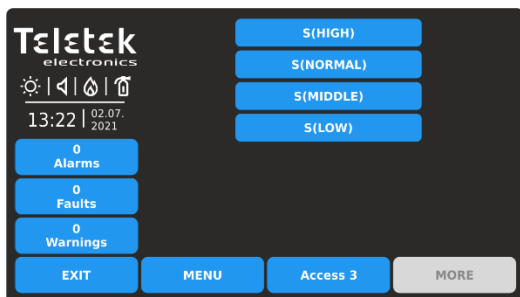 Teletek
electronics
13:22 02.07.
2021
0
Alarms
0
Faults
0
Warnings
S(HIGH)
S(NORMAL)
S(MIDDLE)
S(LOW)
EXIT MENU Access 3 MORE